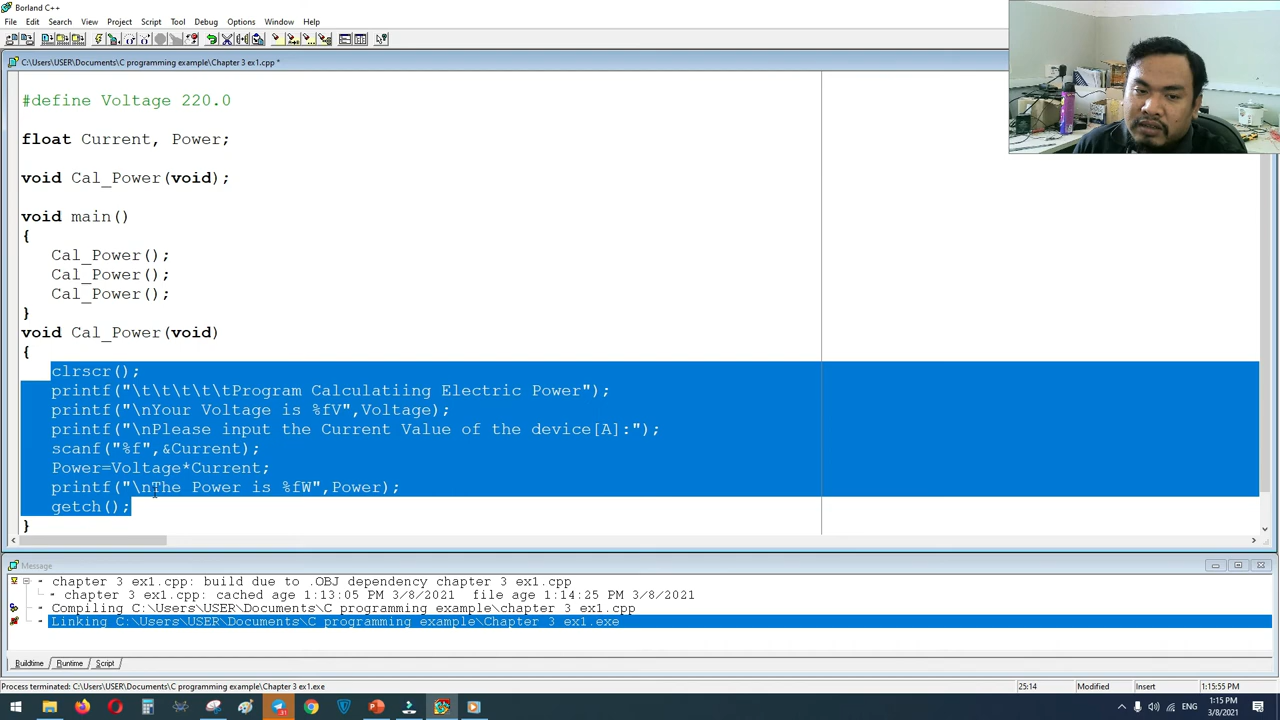 Borland C++
File Edit Search View Project Script Tool Debug Options Window Help
C:\Users\USER\Documents\C programming example\Chapter 3 ex1.cpp *
#define Voltage 220.0
float Current, Power;
void Cal_Power(void);
void main()
{
Cal_Power();
Cal_Power();
Cal_Power();
}
void Cal_Power(void)
{
clrscr();
printf("\t\t\t\t\tProgram Calculatiing Electric Power");
printf("\nYour Voltage is %fV",Voltage);
printf("\nPlease input the Current Value of the device[A]:");
scanf("%f",&Current);
Power=Voltage*Current;
printf("\nThe Power is %fW",Power);
getch();
}
Message
chapter 3 ex1.cpp: build due to .OBJ dependency chapter 3 ex1.cpp
chapter 3 ex1.cpp: cached age 1:13:05 PM 3/8/2021 file age 1:14:25 PM 3/8/2021
Compiling C:\Users\USER\Documents\C programming example\chapter 3 ex1.cpp
Linking C:\Users\USER\Documents\C programming example\Chapter 3 ex1.exe
Buildtime Runtime Script
Process terminated: C:\Users\USER\Documents\C programming example\Chapter 3 ex1.exe 25:14 Modified Insert 1:15:55 PM
31 ENG 1:15 PM
3/8/2021